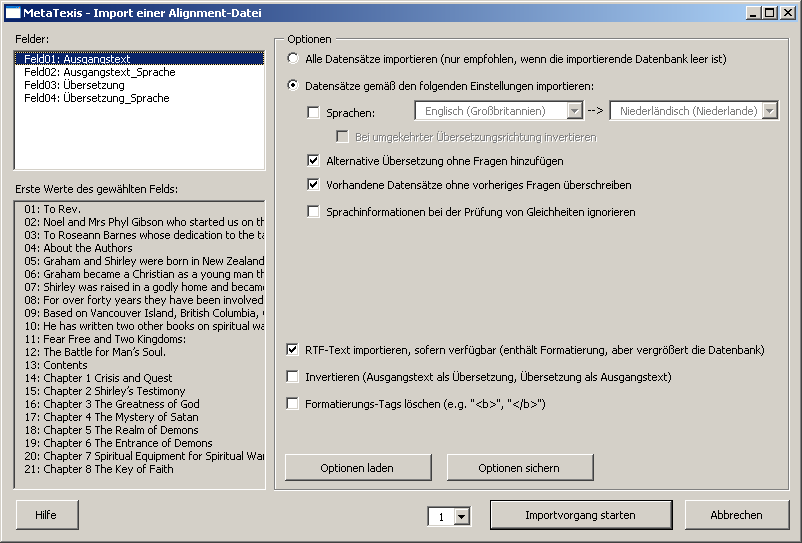 MetaTexis - Import einer Alignment-Datei
Felder:
Feld01: Ausgangstext
Feld02: Ausgangstext_Sprache
Feld03: Übersetzung
Feld04: Übersetzung_Sprache
Erste Werte des gewählten Felds:
01: To Rev.
02: Noel and Mrs Phyl Gibson who started us on th
03: To Roseann Barnes whose dedication to the ta
04: About the Authors
05: Graham and Shirley were born in New Zealand
06: Graham became a Christian as a young man th
07: Shirley was raised in a godly home and became
08: For over forty years they have been involved
09: Based on Vancouver Island, British Columbia,
10: He has written two other books on spiritual wa
11: Fear Free and Two Kingdoms:
12: The Battle for Man's Soul.
13: Contents
14: Chapter 1 Crisis and Quest
15: Chapter 2 Shirley's Testimony
16: Chapter 3 The Greatness of God
17: Chapter 4 The Mystery of Satan
18: Chapter 5 The Realm of Demons
19: Chapter 6 The Entrance of Demons
20: Chapter 7 Spiritual Equipment for Spiritual War
21: Chapter 8 The Key of Faith
Optionen
Alle Datensätze importieren (nur empfohlen, wenn die importierende Datenbank leer ist)
Datensätze gemäß den folgenden Einstellungen importieren:
Sprachen: Englisch (Großbritannien) --> Niederländisch (Niederlande)
Bei umgekehrter Übersetzungsrichtung invertieren
Alternative Übersetzung ohne Fragen hinzufügen
Vorhandene Datensätze ohne vorheriges Fragen überschreiben
Sprachinformationen bei der Prüfung von Gleichheiten ignorieren
RTF-Text importieren, sofern verfügbar (enthält Formatierung, aber vergrößert die Datenbank)
Invertieren (Ausgangstext als Übersetzung, Übersetzung als Ausgangstext)
Formatierungs-Tags löschen (e.g. "<b>", "</b>")
Optionen laden
Optionen sichern
Hilfe
1
Importvorgang starten
Abbrechen